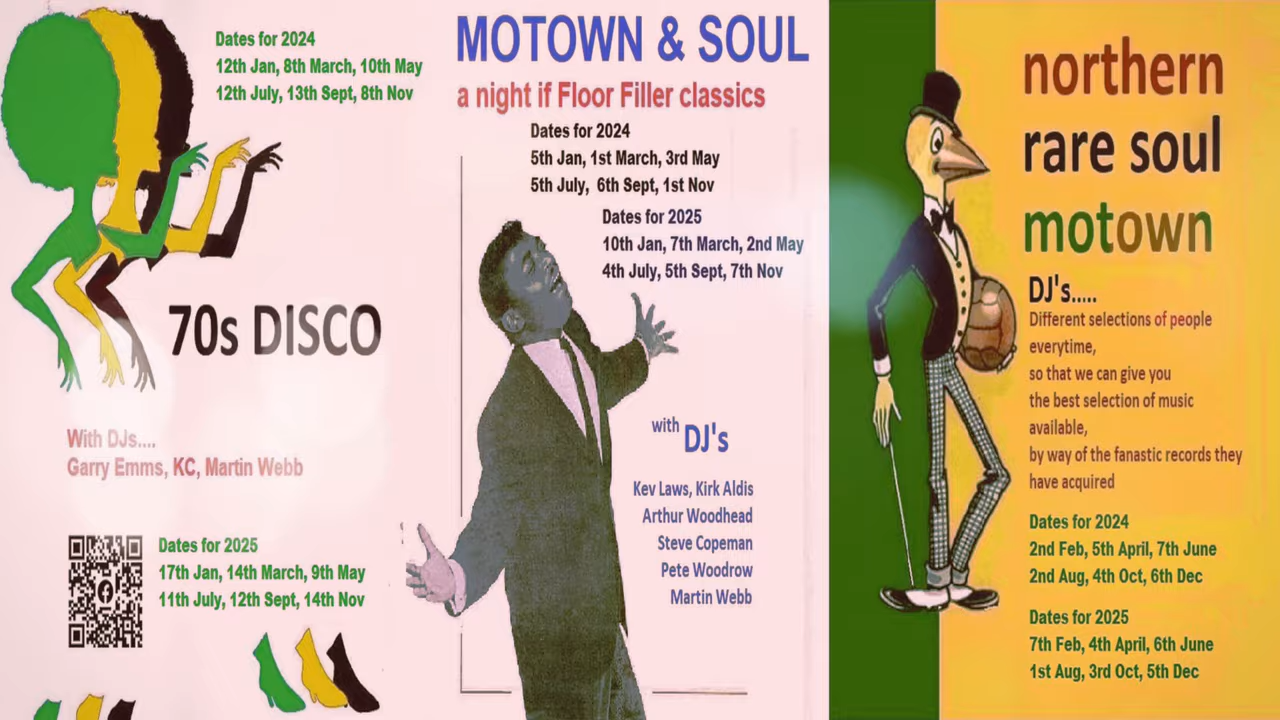 Dates for 2024
12th Jan, 8th March, 10th May
12th July, 13th Sept, 8th Nov
70s DISCO
With DJs....
Garry Emms, KC, Martin Webb
Dates for 2025
17th Jan, 14th March, 9th May
11th July, 12th Sept, 14th Nov
MOTOWN & SOUL
a night if Floor Filler classics
Dates for 2024
5th Jan, 1st March, 3rd May
5th July, 6th Sept, 1st Nov
Dates for 2025
10th Jan, 7th March, 2nd May
4th July, 5th Sept, 7th Nov
with DJ's
Kev Laws, Kirk Aldis
Arthur Woodhead
Steve Copeman
Pete Woodrow
Martin Webb
northern
rare soul
motown
DJ's.....
Different selections of people
everytime,
so that we can give you
the best selection of music
available,
by way of the fanastic records they
have acquired
Dates for 2024
2nd Feb, 5th April, 7th June
2nd Aug, 4th Oct, 6th Dec
Dates for 2025
7th Feb, 4th April, 6th June
1st Aug, 3rd Oct, 5th Dec